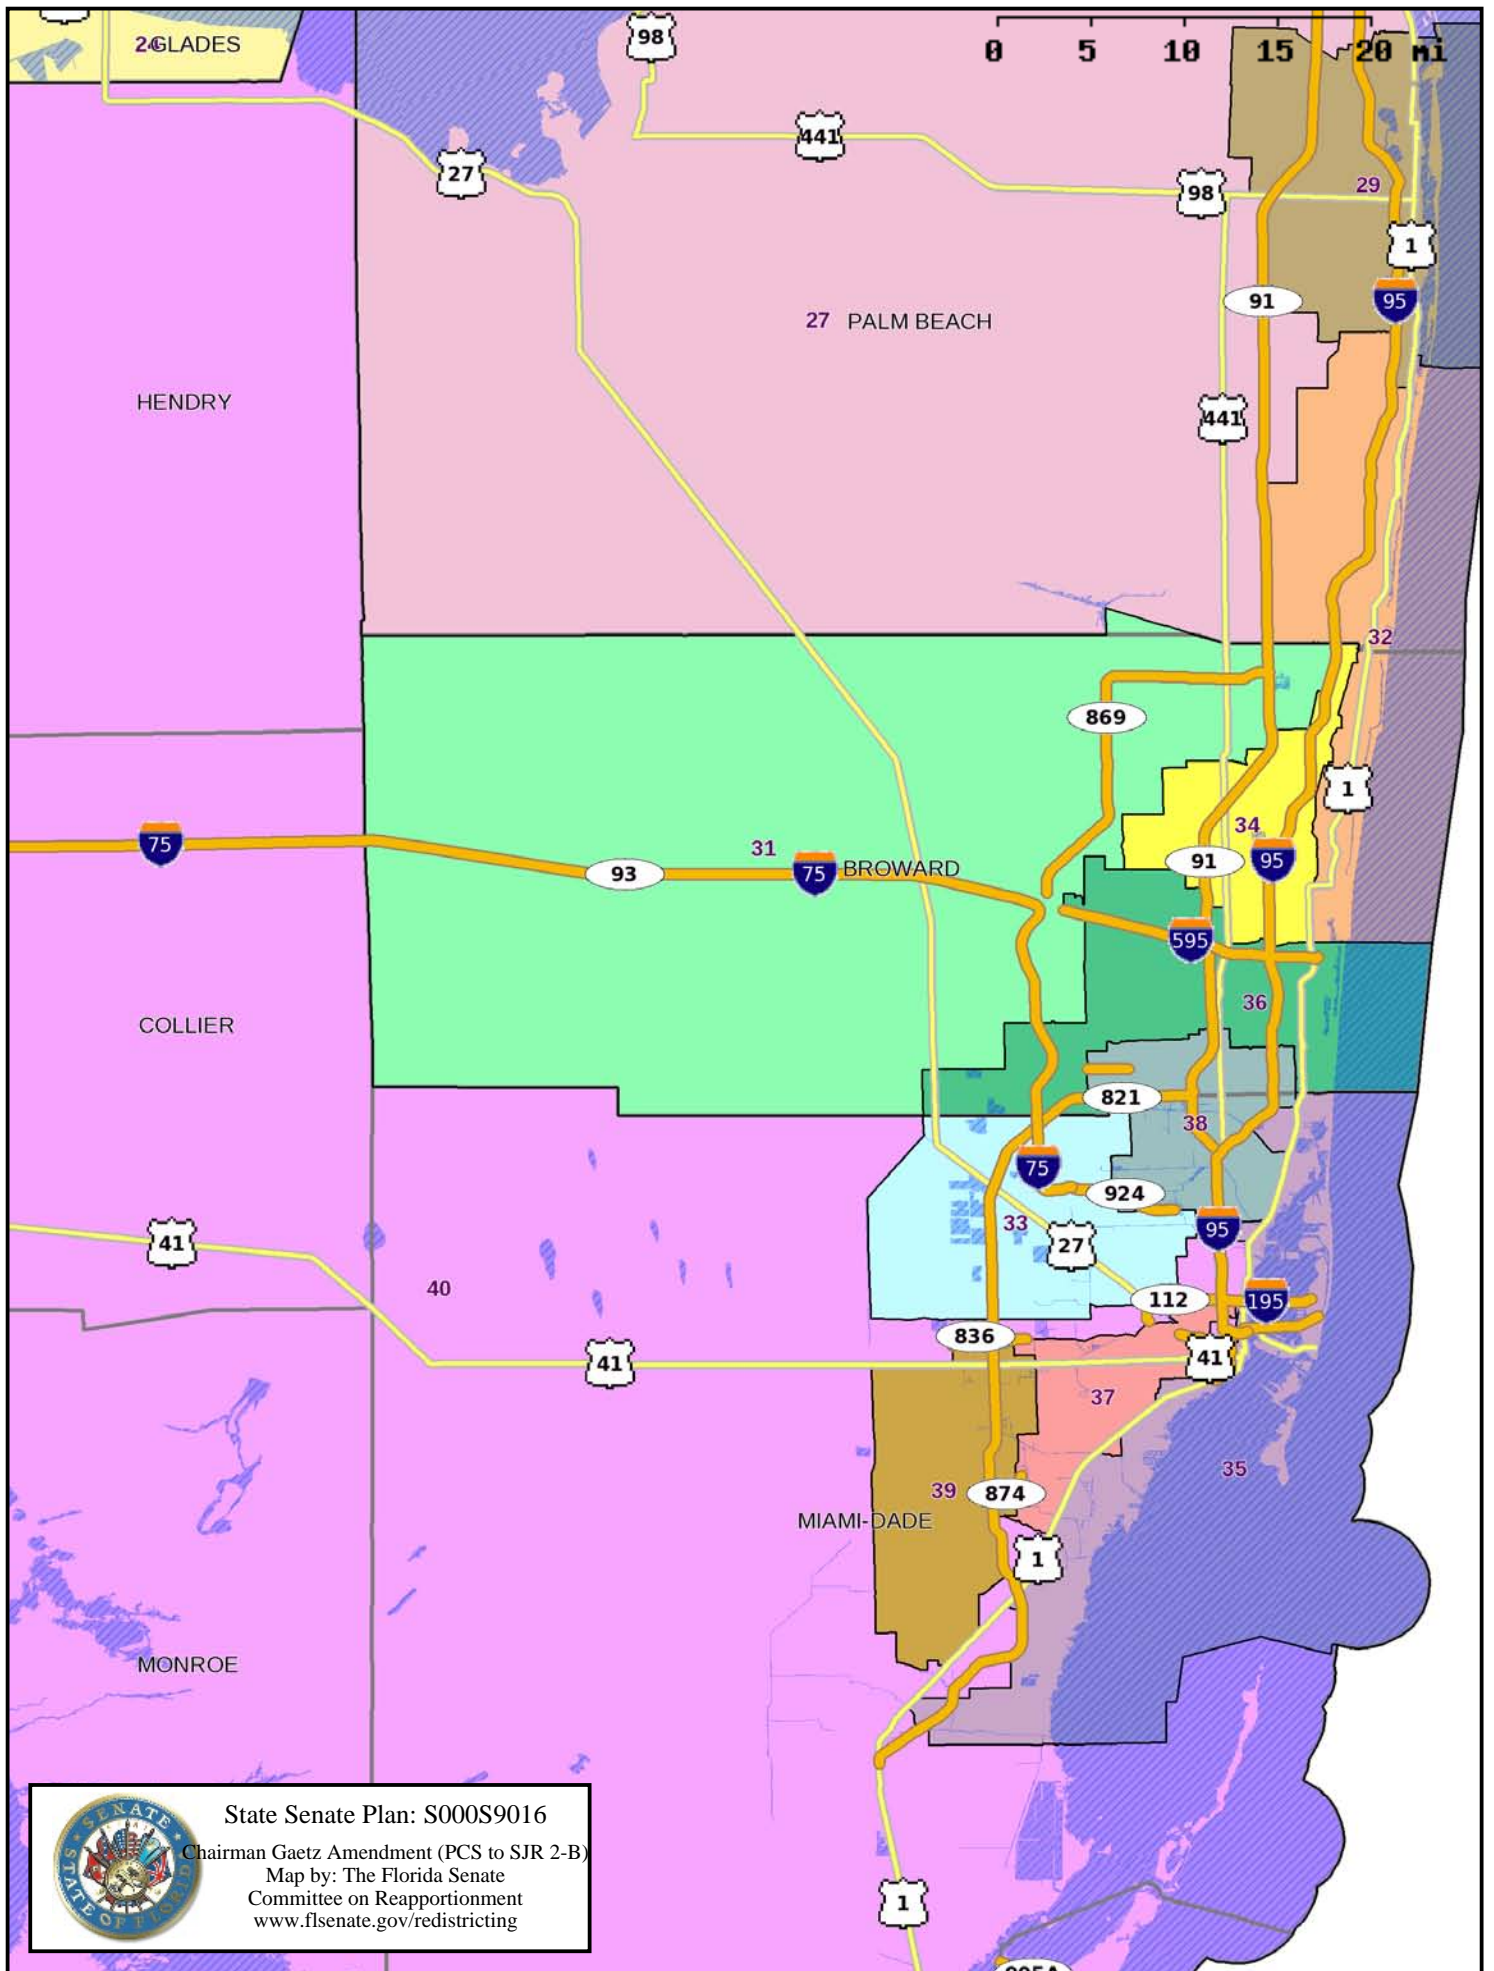 98
0 5 10 15 20 mi
GLADES
441
27
98
29
1
91
95
27 PALM BEACH
HENDRY
441
32
869
1
34
75
31
93
75
BROWARD
91
95
595
36
COLLIER
821
38
75
924
33
95
41
27
40
112
195
836
41
41
37
35
39
874
MIAMI-DADE
1
MONROE
SENATE
STATE OF FLORIDA
State Senate Plan: S000S9016
Chairman Gaetz Amendment (PCS to SJR 2-B)
Map by: The Florida Senate
Committee on Reapportionment
www.flsenate.gov/redistricting
1